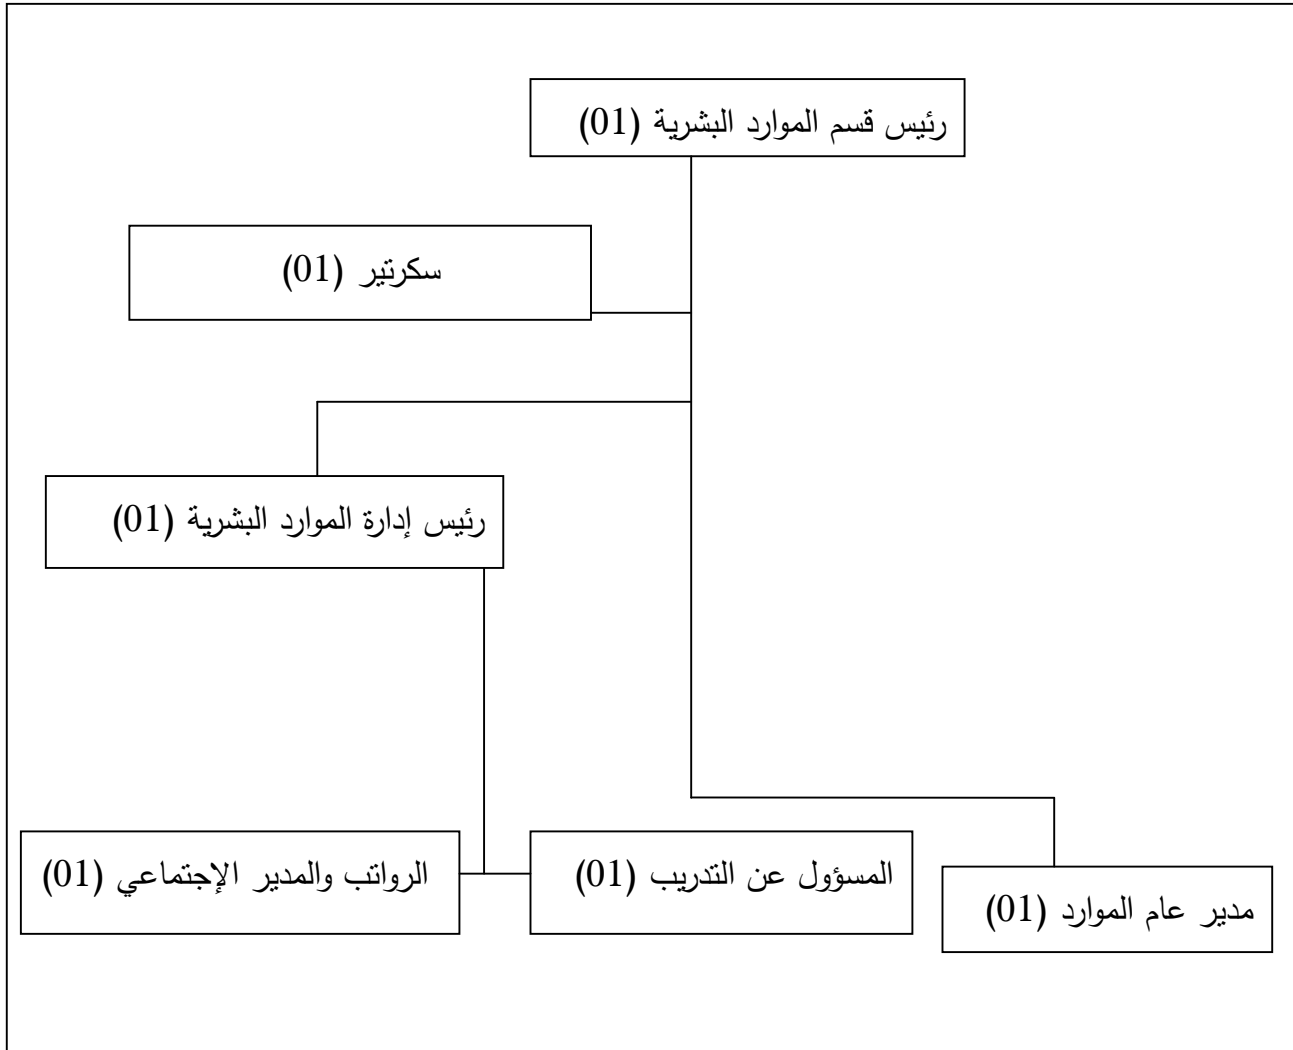 رئيس قسم الموارد البشرية (01)
سكرتير (01)
رئيس إدارة الموارد البشرية (01)
المسؤول عن التدريب (01)
الرواتب والمدير الإجتماعي (01)
مدير عام الموارد (01)